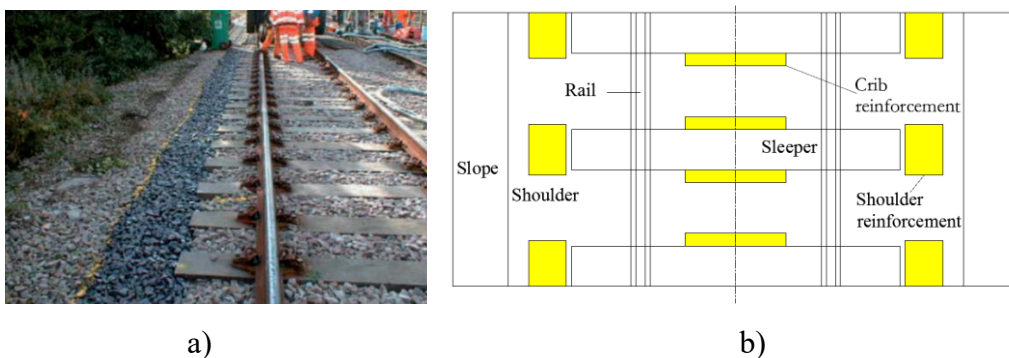 Rail
Crib
reinforcement
Sleeper
Slope
Shoulder
Shoulder
reinforcement
a)
b)